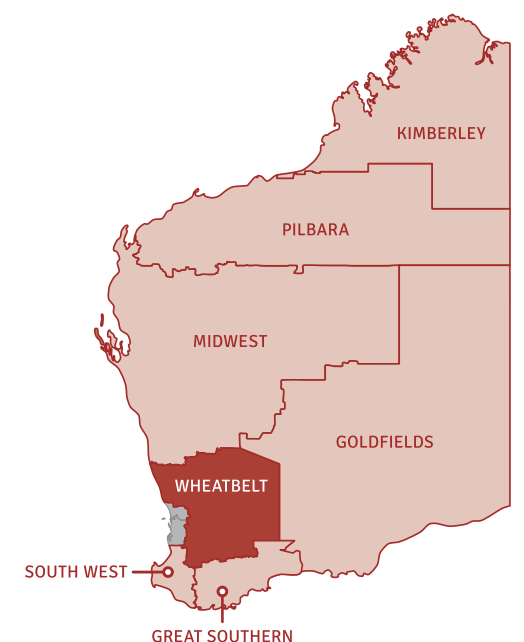 KIMBERLEY
PILBARA
MIDWEST
GOLDFIELDS
WHEATBELT
SOUTH WEST
GREAT SOUTHERN